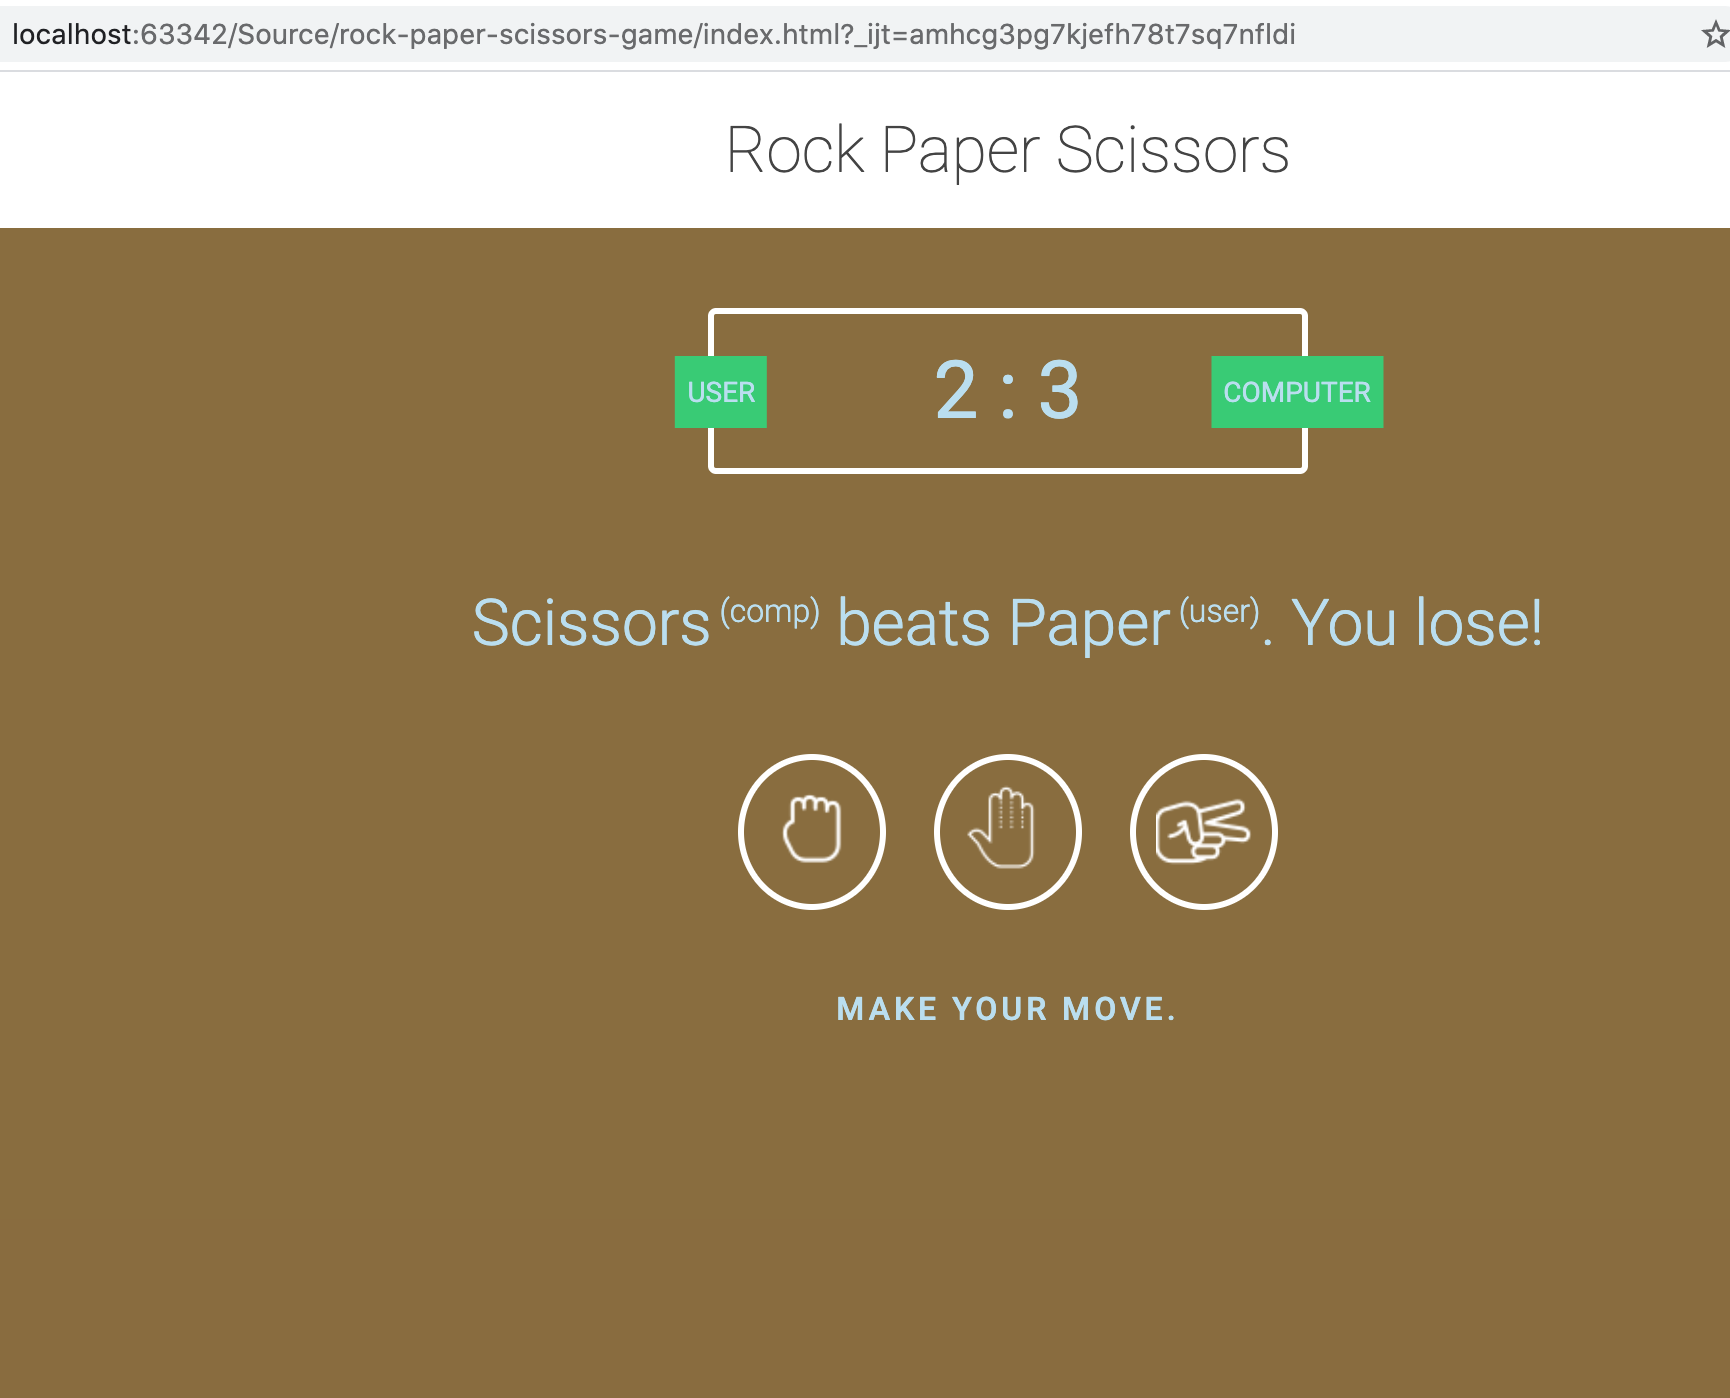 localhost:63342/Source/rock-paper-scissors-game/index.html?_ijt=amhcg3pg7kjefh78t7sq7nfldi
Rock Paper Scissors
USER 2 : 3 COMPUTER
Scissors (comp) beats Paper (user). You lose!
MAKE YOUR MOVE.